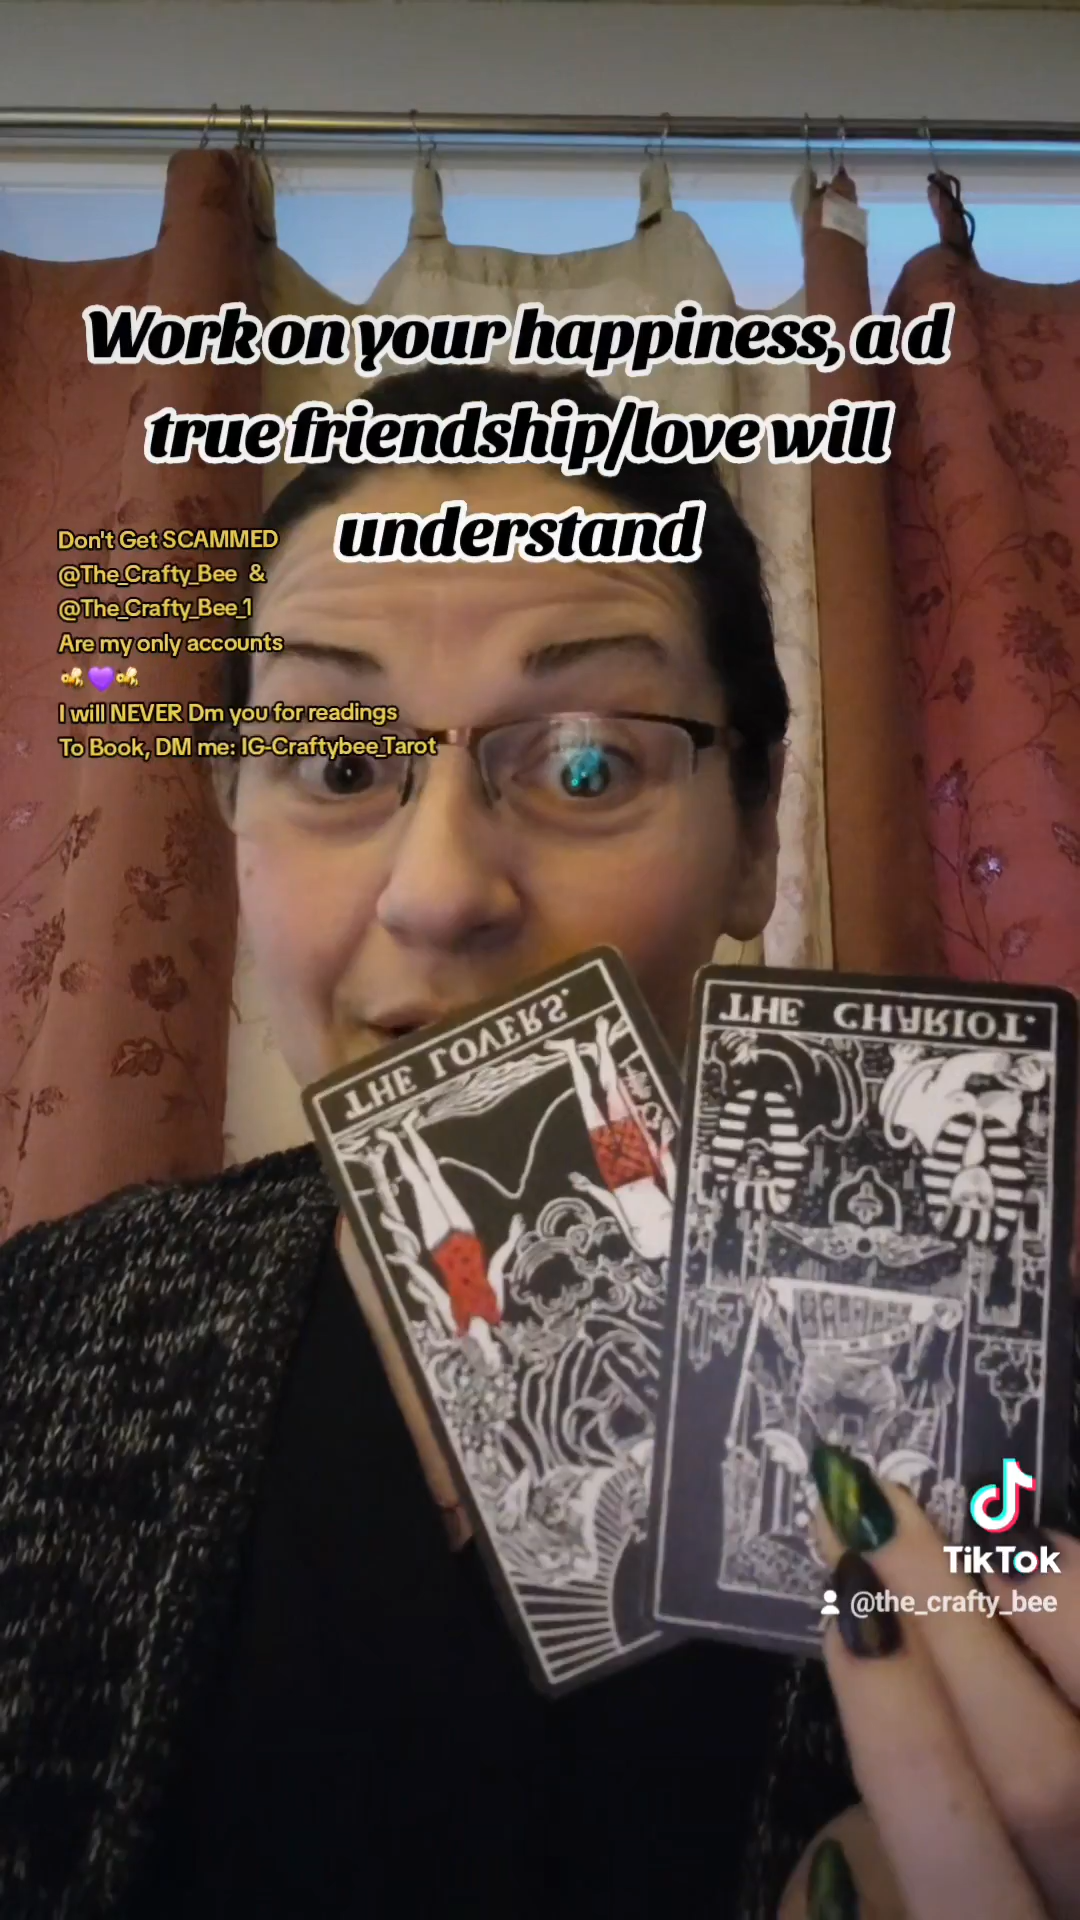 Work on your happiness, a d
true friendship/love will
understand
Don't Get SCAMMED
@The_Crafty_Bee &
@The_Crafty_Bee_1
Are my only accounts
🐝💜🐝
I will NEVER Dm you for readings
To Book, DM me: IG-Craftybee_Tarot
THE LOVERS.
THE CHARIOT.
TikTok
@the_crafty_bee